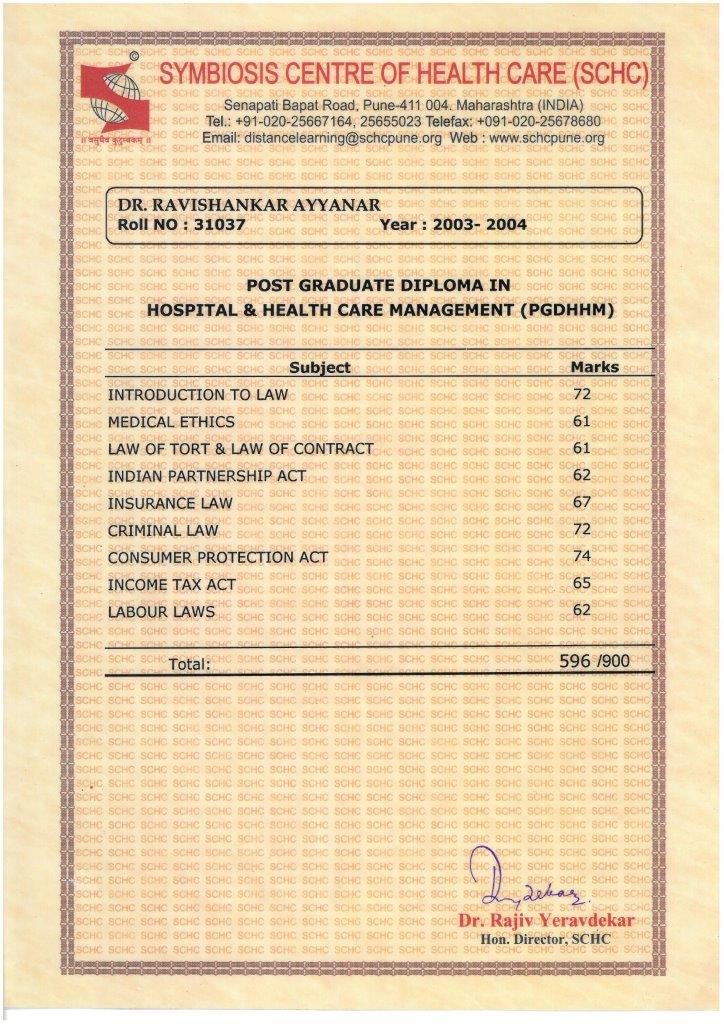 ©
SYMBIOSIS CENTRE OF HEALTH CARE (SCHC)
Senapati Bapat Road, Pune-411 004. Maharashtra (INDIA)
Tel.: +91-020-25667164, 25655023 Telefax: +091-020-25678680
Email: distancelearning@schcpune.org Web : www.schcpune.org
॥ वसुधैव कुटुम्बकम् ॥
DR. RAVISHANKAR AYYANAR
Roll NO : 31037 Year : 2003- 2004
POST GRADUATE DIPLOMA IN
HOSPITAL & HEALTH CARE MANAGEMENT (PGDHHM)
Subject Marks
INTRODUCTION TO LAW 72
MEDICAL ETHICS 61
LAW OF TORT & LAW OF CONTRACT 61
INDIAN PARTNERSHIP ACT 62
INSURANCE LAW 67
CRIMINAL LAW 72
CONSUMER PROTECTION ACT 74
INCOME TAX ACT 65
LABOUR LAWS 62
Total: 596 /900
Dr. Rajiv Yeravdekar
Hon. Director, SCHC